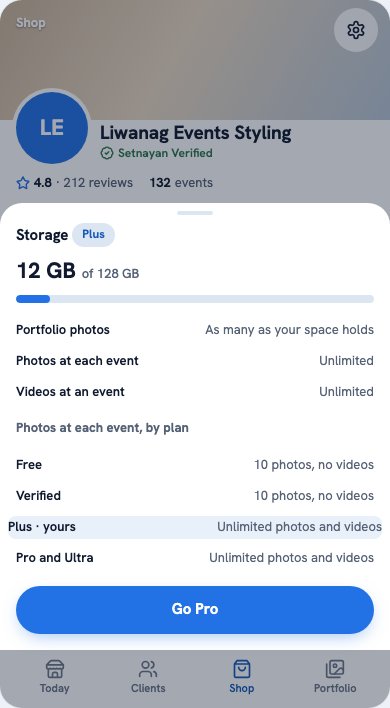 Shop
LE
Liwanag Events Styling
Setnayan Verified
4.8 · 212 reviews 132 events
Storage Plus
12 GB of 128 GB
Portfolio photos As many as your space holds
Photos at each event Unlimited
Videos at an event Unlimited
Photos at each event, by plan
Free 10 photos, no videos
Verified 10 photos, no videos
Plus · yours Unlimited photos and videos
Pro and Ultra Unlimited photos and videos
Go Pro
Today Clients Shop Portfolio